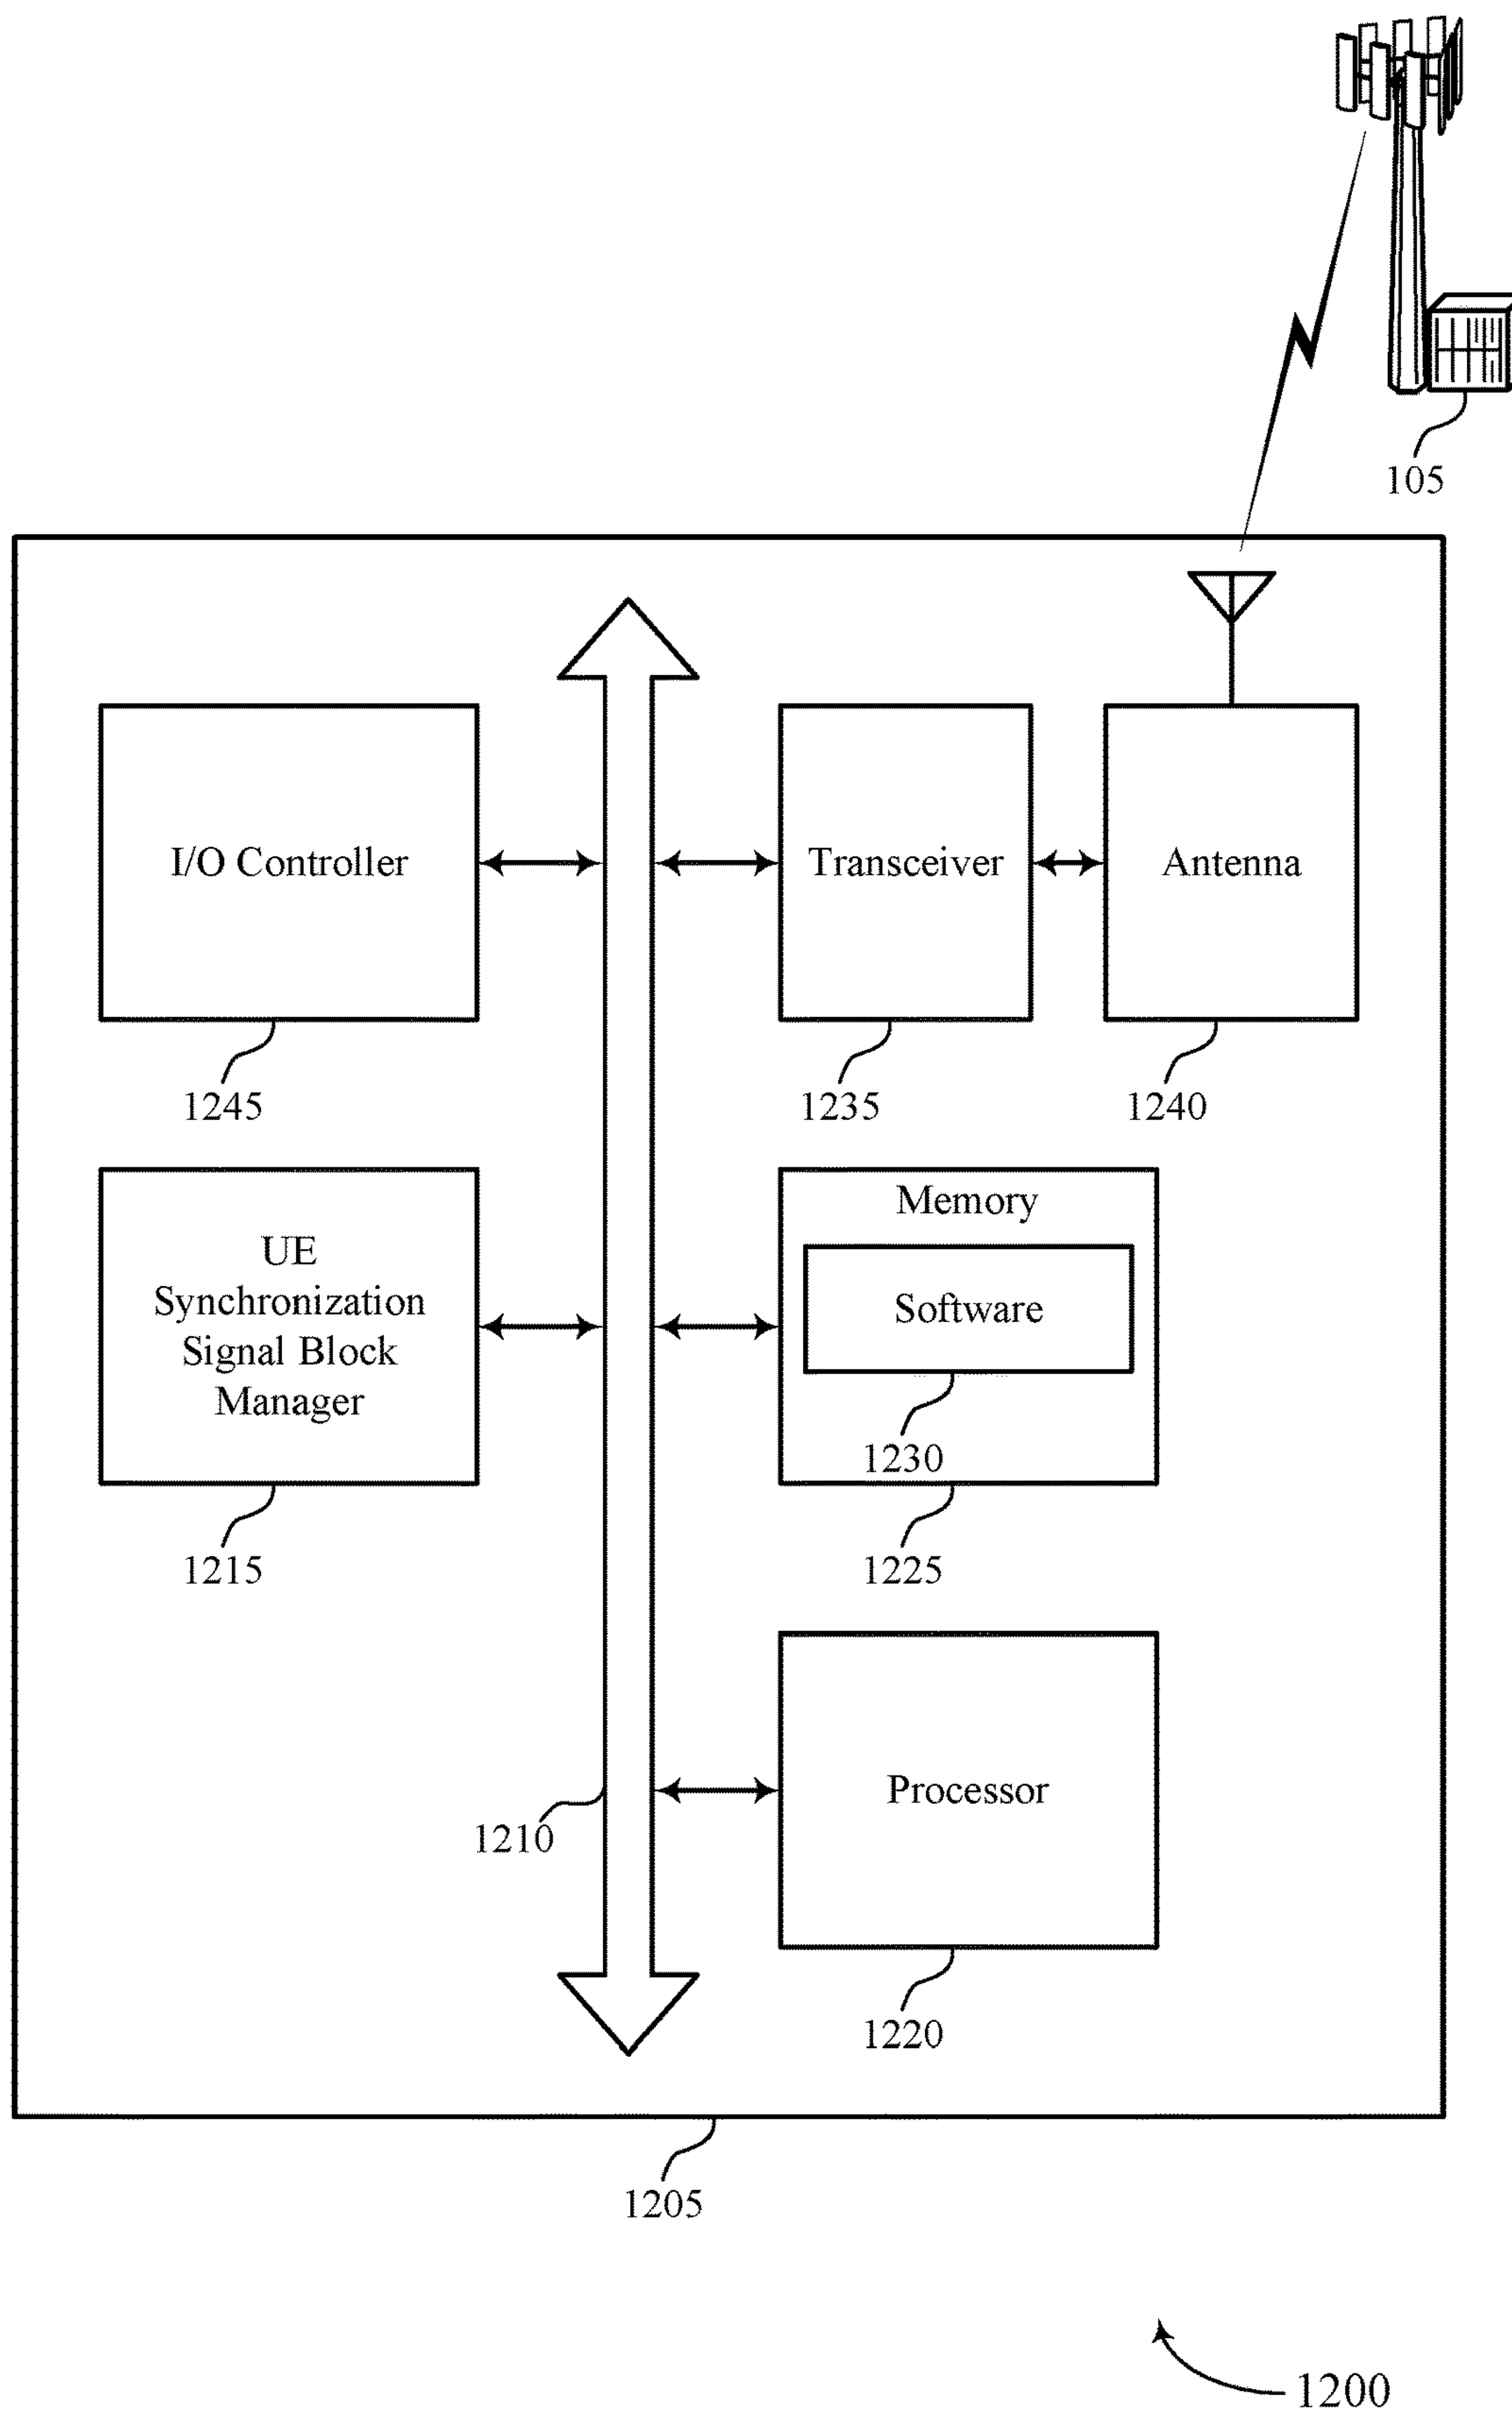 105
I/O Controller
Transceiver
Antenna
1245
1235
1240
UE
Synchronization
Signal Block
Manager
Memory
Software
1230
1215
1225
Processor
1210
1220
1205
1200